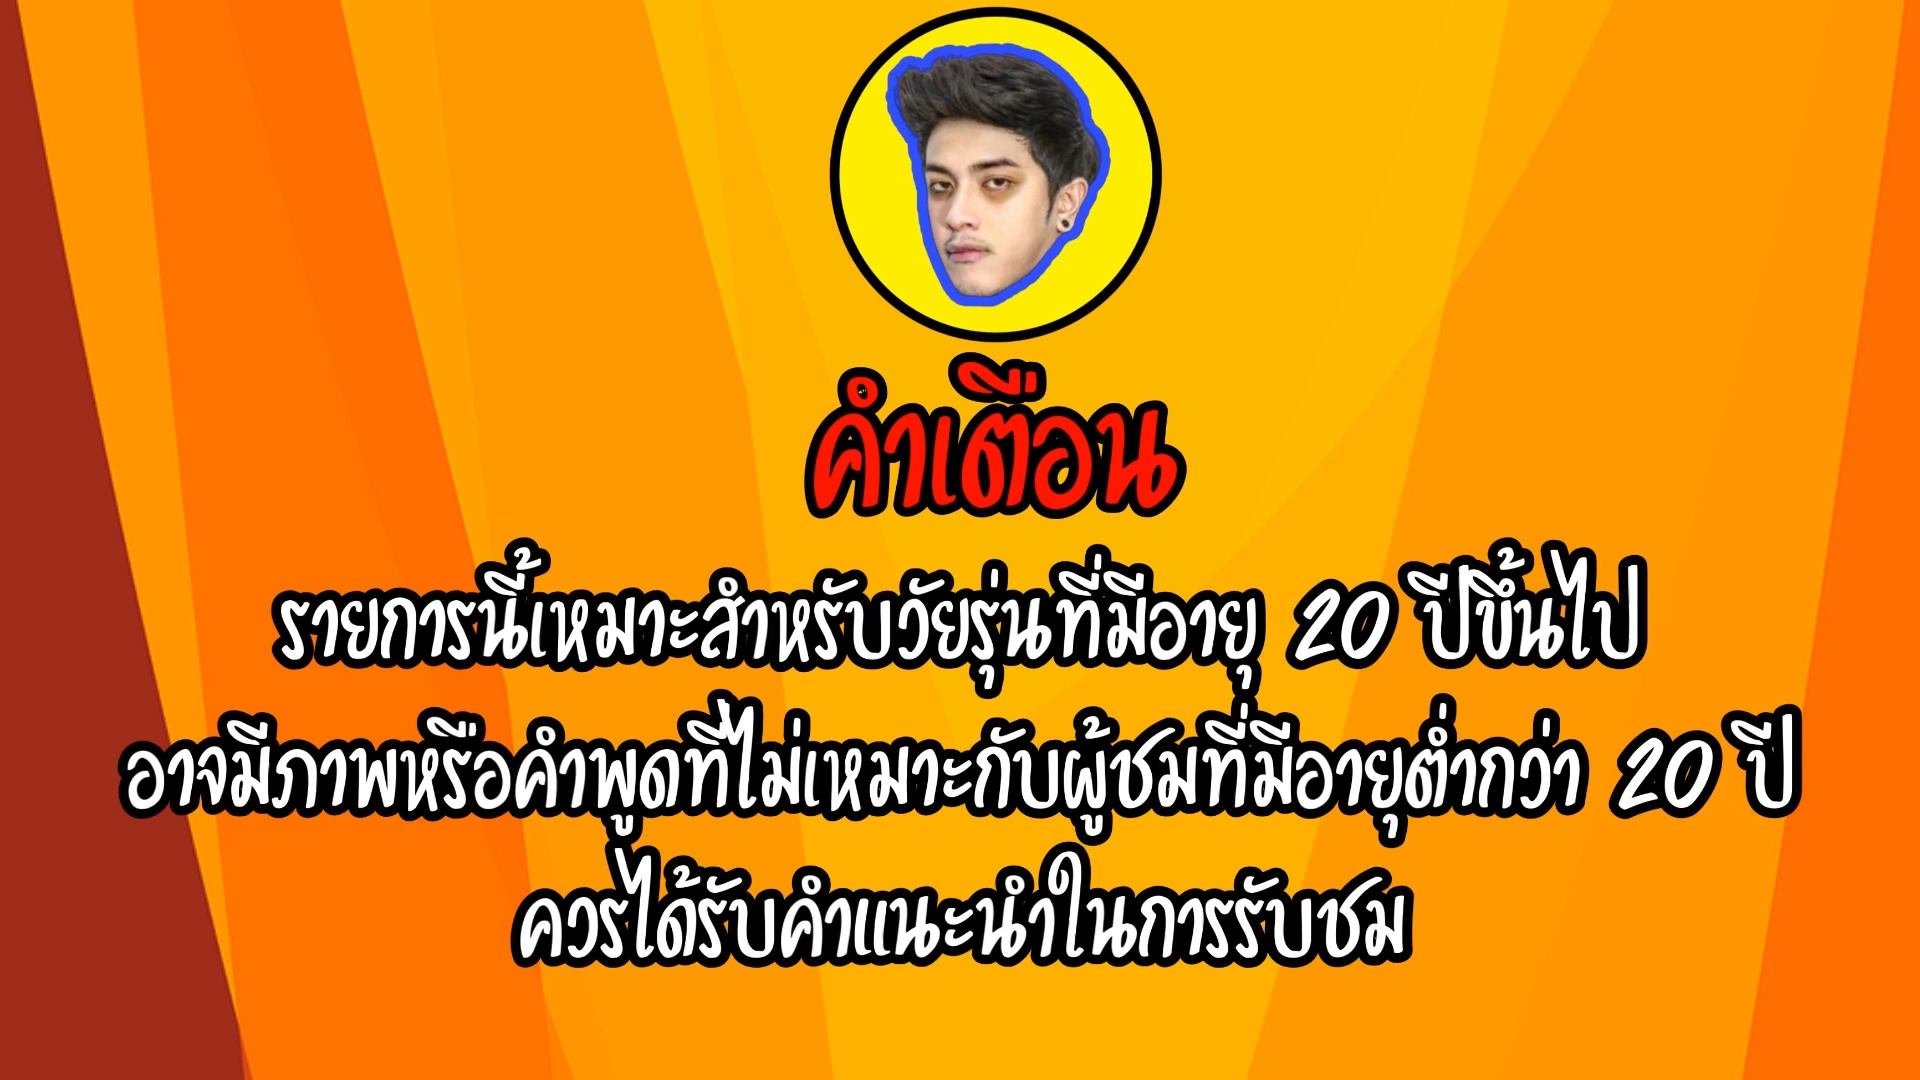 คำเตือน
รายการนี้เหมาะสำหรับวัยรุ่นที่มีอายุ 20 ปีขึ้นไป
อาจมีภาพหรือคำพูดที่ไม่เหมาะกับผู้ชมที่มีอายุต่ำกว่า 20 ปี
ควรได้รับคำแนะนำในการรับชม